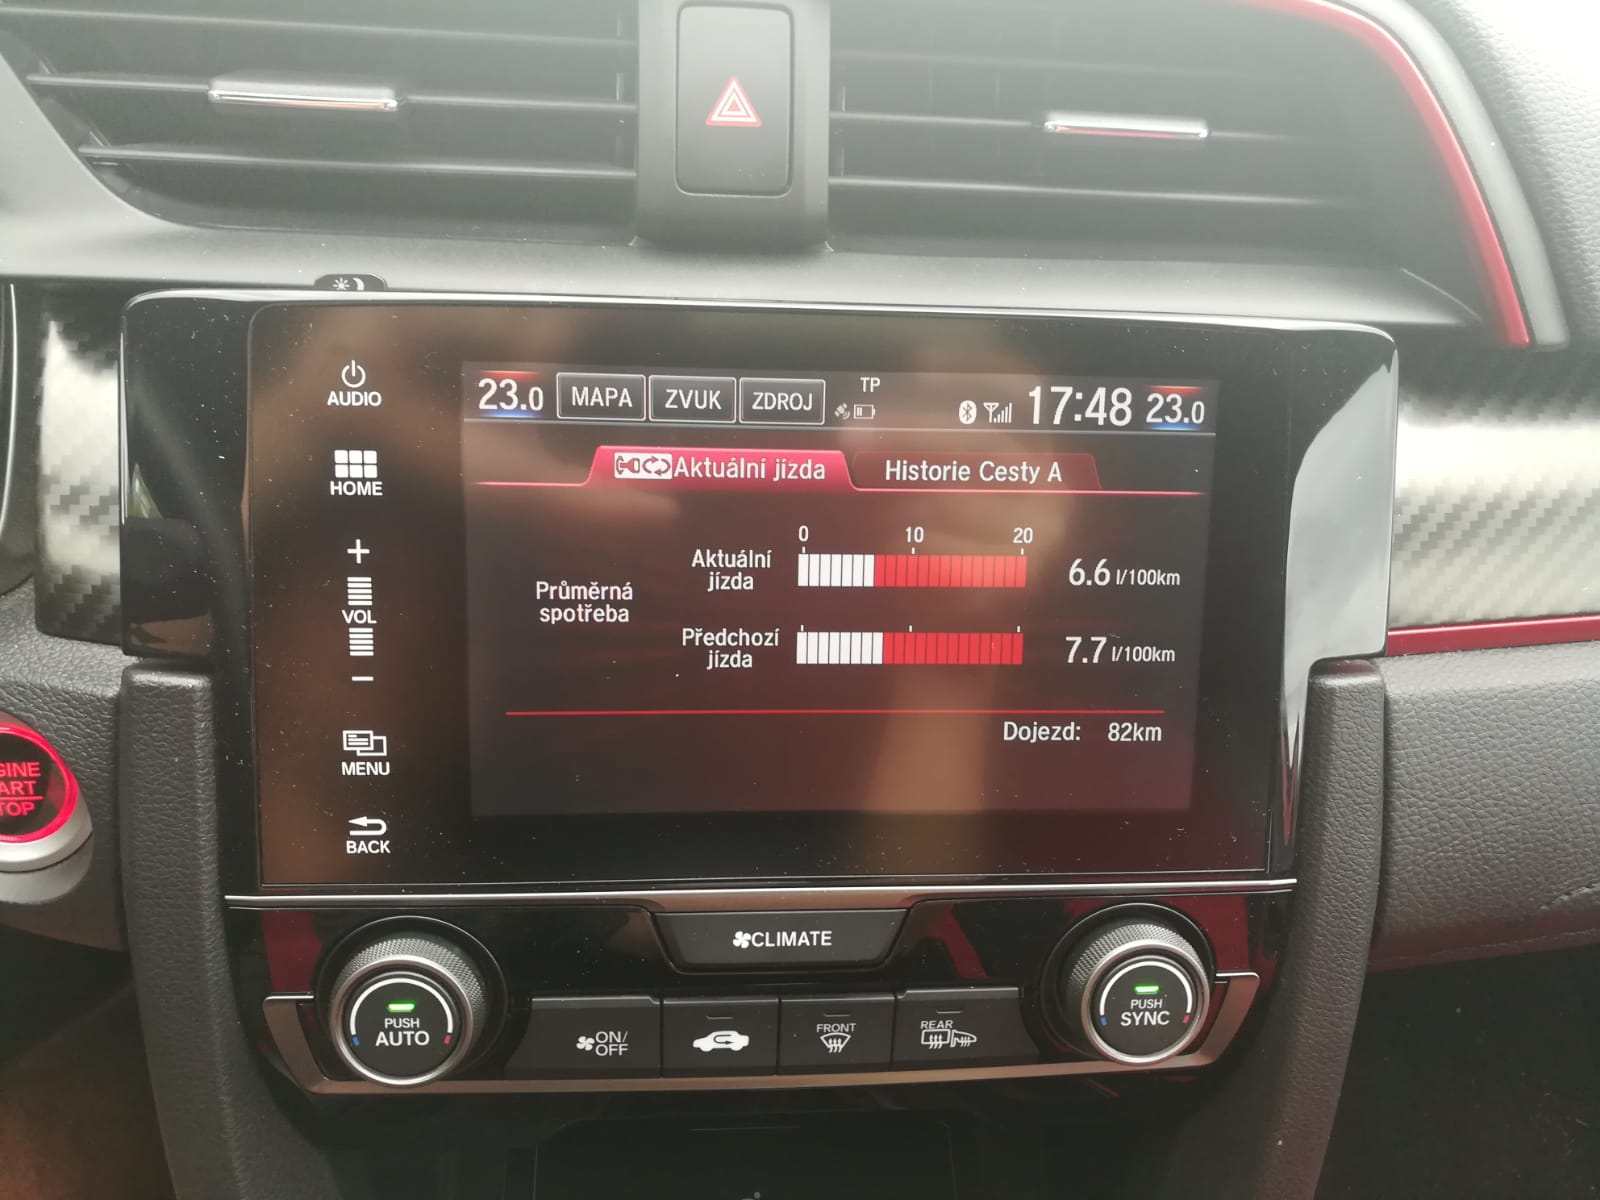 AUDIO
HOME
+
VOL
−
MENU
BACK
23.0 MAPA ZVUK ZDROJ TP 17:48 23.0
Aktuální jízda Historie Cesty A
0 10 20
Aktuální
jízda
6.6 l/100km
Průměrná
spotřeba
Předchozí
jízda
7.7 l/100km
Dojezd: 82km
CLIMATE
PUSH
AUTO
ON/
OFF
FRONT
REAR
PUSH
SYNC